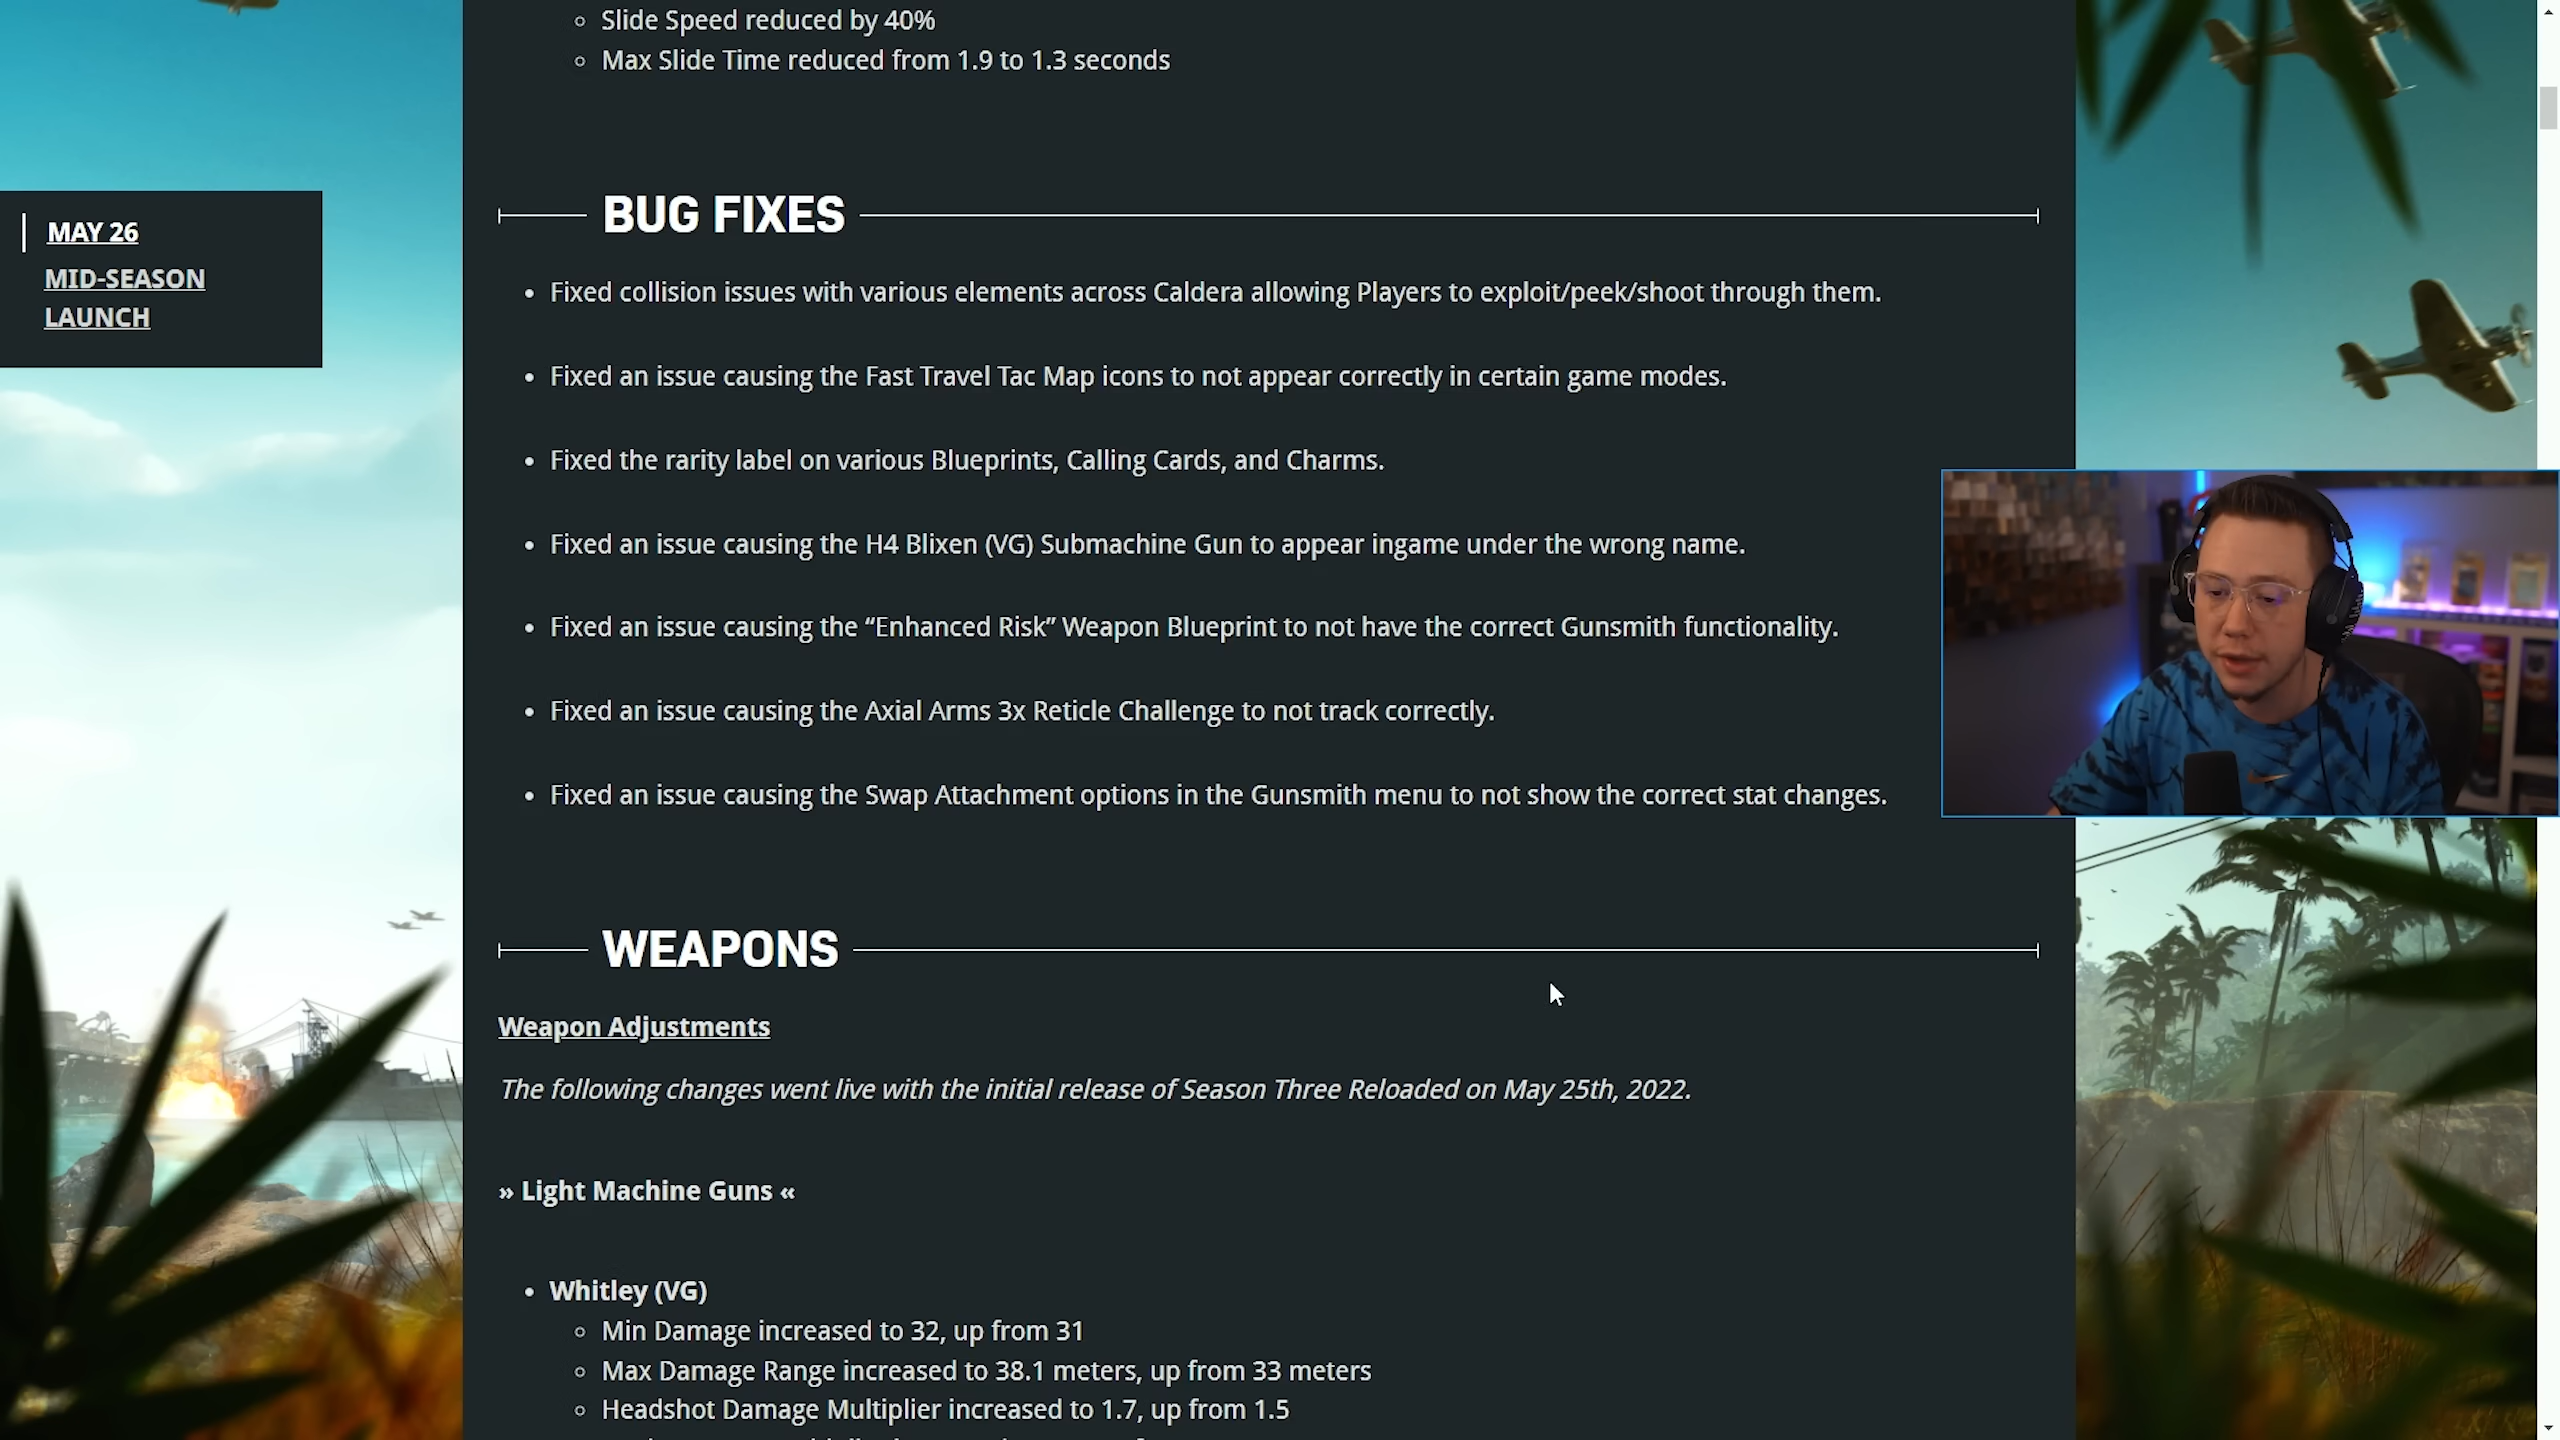 Slide Speed reduced by 40%
Max Slide Time reduced from 1.9 to 1.3 seconds
MAY 26
MID-SEASON
LAUNCH
BUG FIXES
Fixed collision issues with various elements across Caldera allowing Players to exploit/peek/shoot through them.
Fixed an issue causing the Fast Travel Tac Map icons to not appear correctly in certain game modes.
Fixed the rarity label on various Blueprints, Calling Cards, and Charms.
Fixed an issue causing the H4 Blixen (VG) Submachine Gun to appear ingame under the wrong name.
Fixed an issue causing the “Enhanced Risk” Weapon Blueprint to not have the correct Gunsmith functionality.
Fixed an issue causing the Axial Arms 3x Reticle Challenge to not track correctly.
Fixed an issue causing the Swap Attachment options in the Gunsmith menu to not show the correct stat changes.
WEAPONS
Weapon Adjustments
The following changes went live with the initial release of Season Three Reloaded on May 25th, 2022.
» Light Machine Guns «
Whitley (VG)
Min Damage increased to 32, up from 31
Max Damage Range increased to 38.1 meters, up from 33 meters
Headshot Damage Multiplier increased to 1.7, up from 1.5